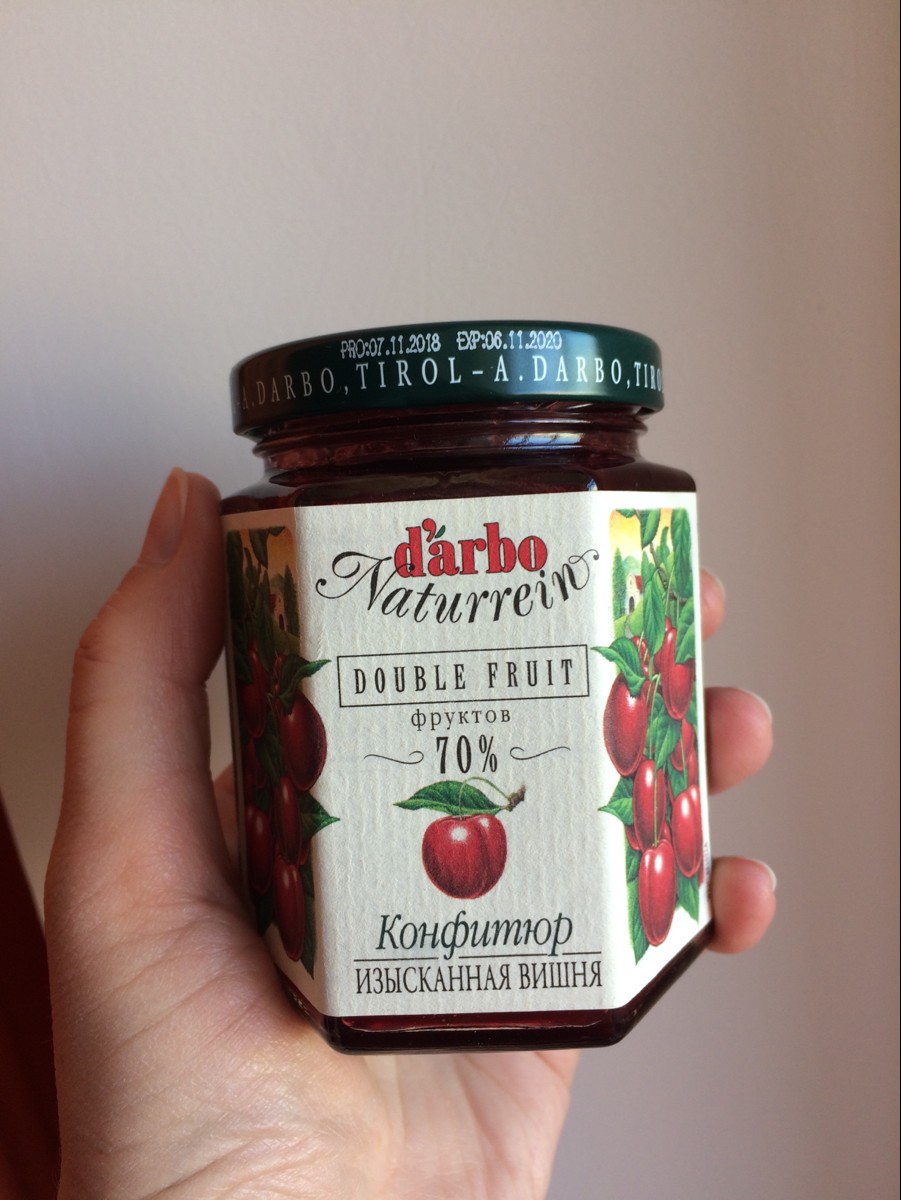 PRO:07.11.2018 EXP:06.11.2020
A.DARBO,TIROL-A.DARBO,TIRO
d'arbo
Naturrein
DOUBLE FRUIT
фруктов
70%
Конфитюр
ИЗЫСКАННАЯ ВИШНЯ